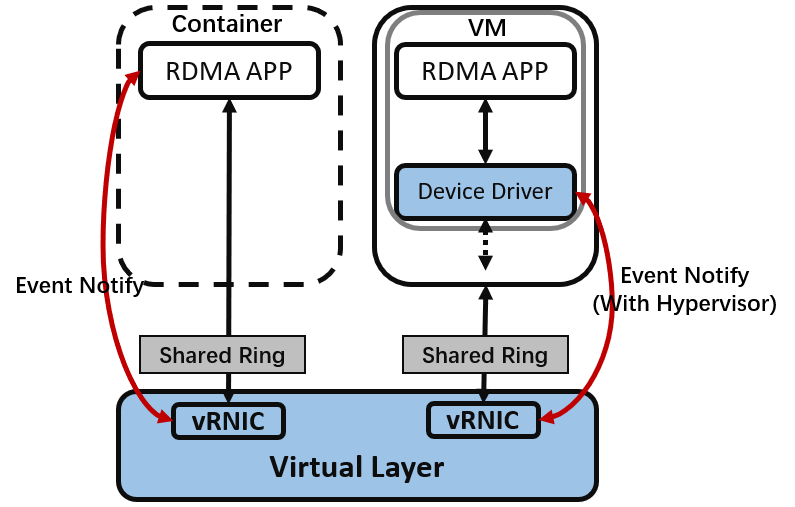 Container
RDMA APP
VM
RDMA APP
Device Driver
Event Notify
Event Notify
(With Hypervisor)
Shared Ring
Shared Ring
vRNIC
vRNIC
Virtual Layer